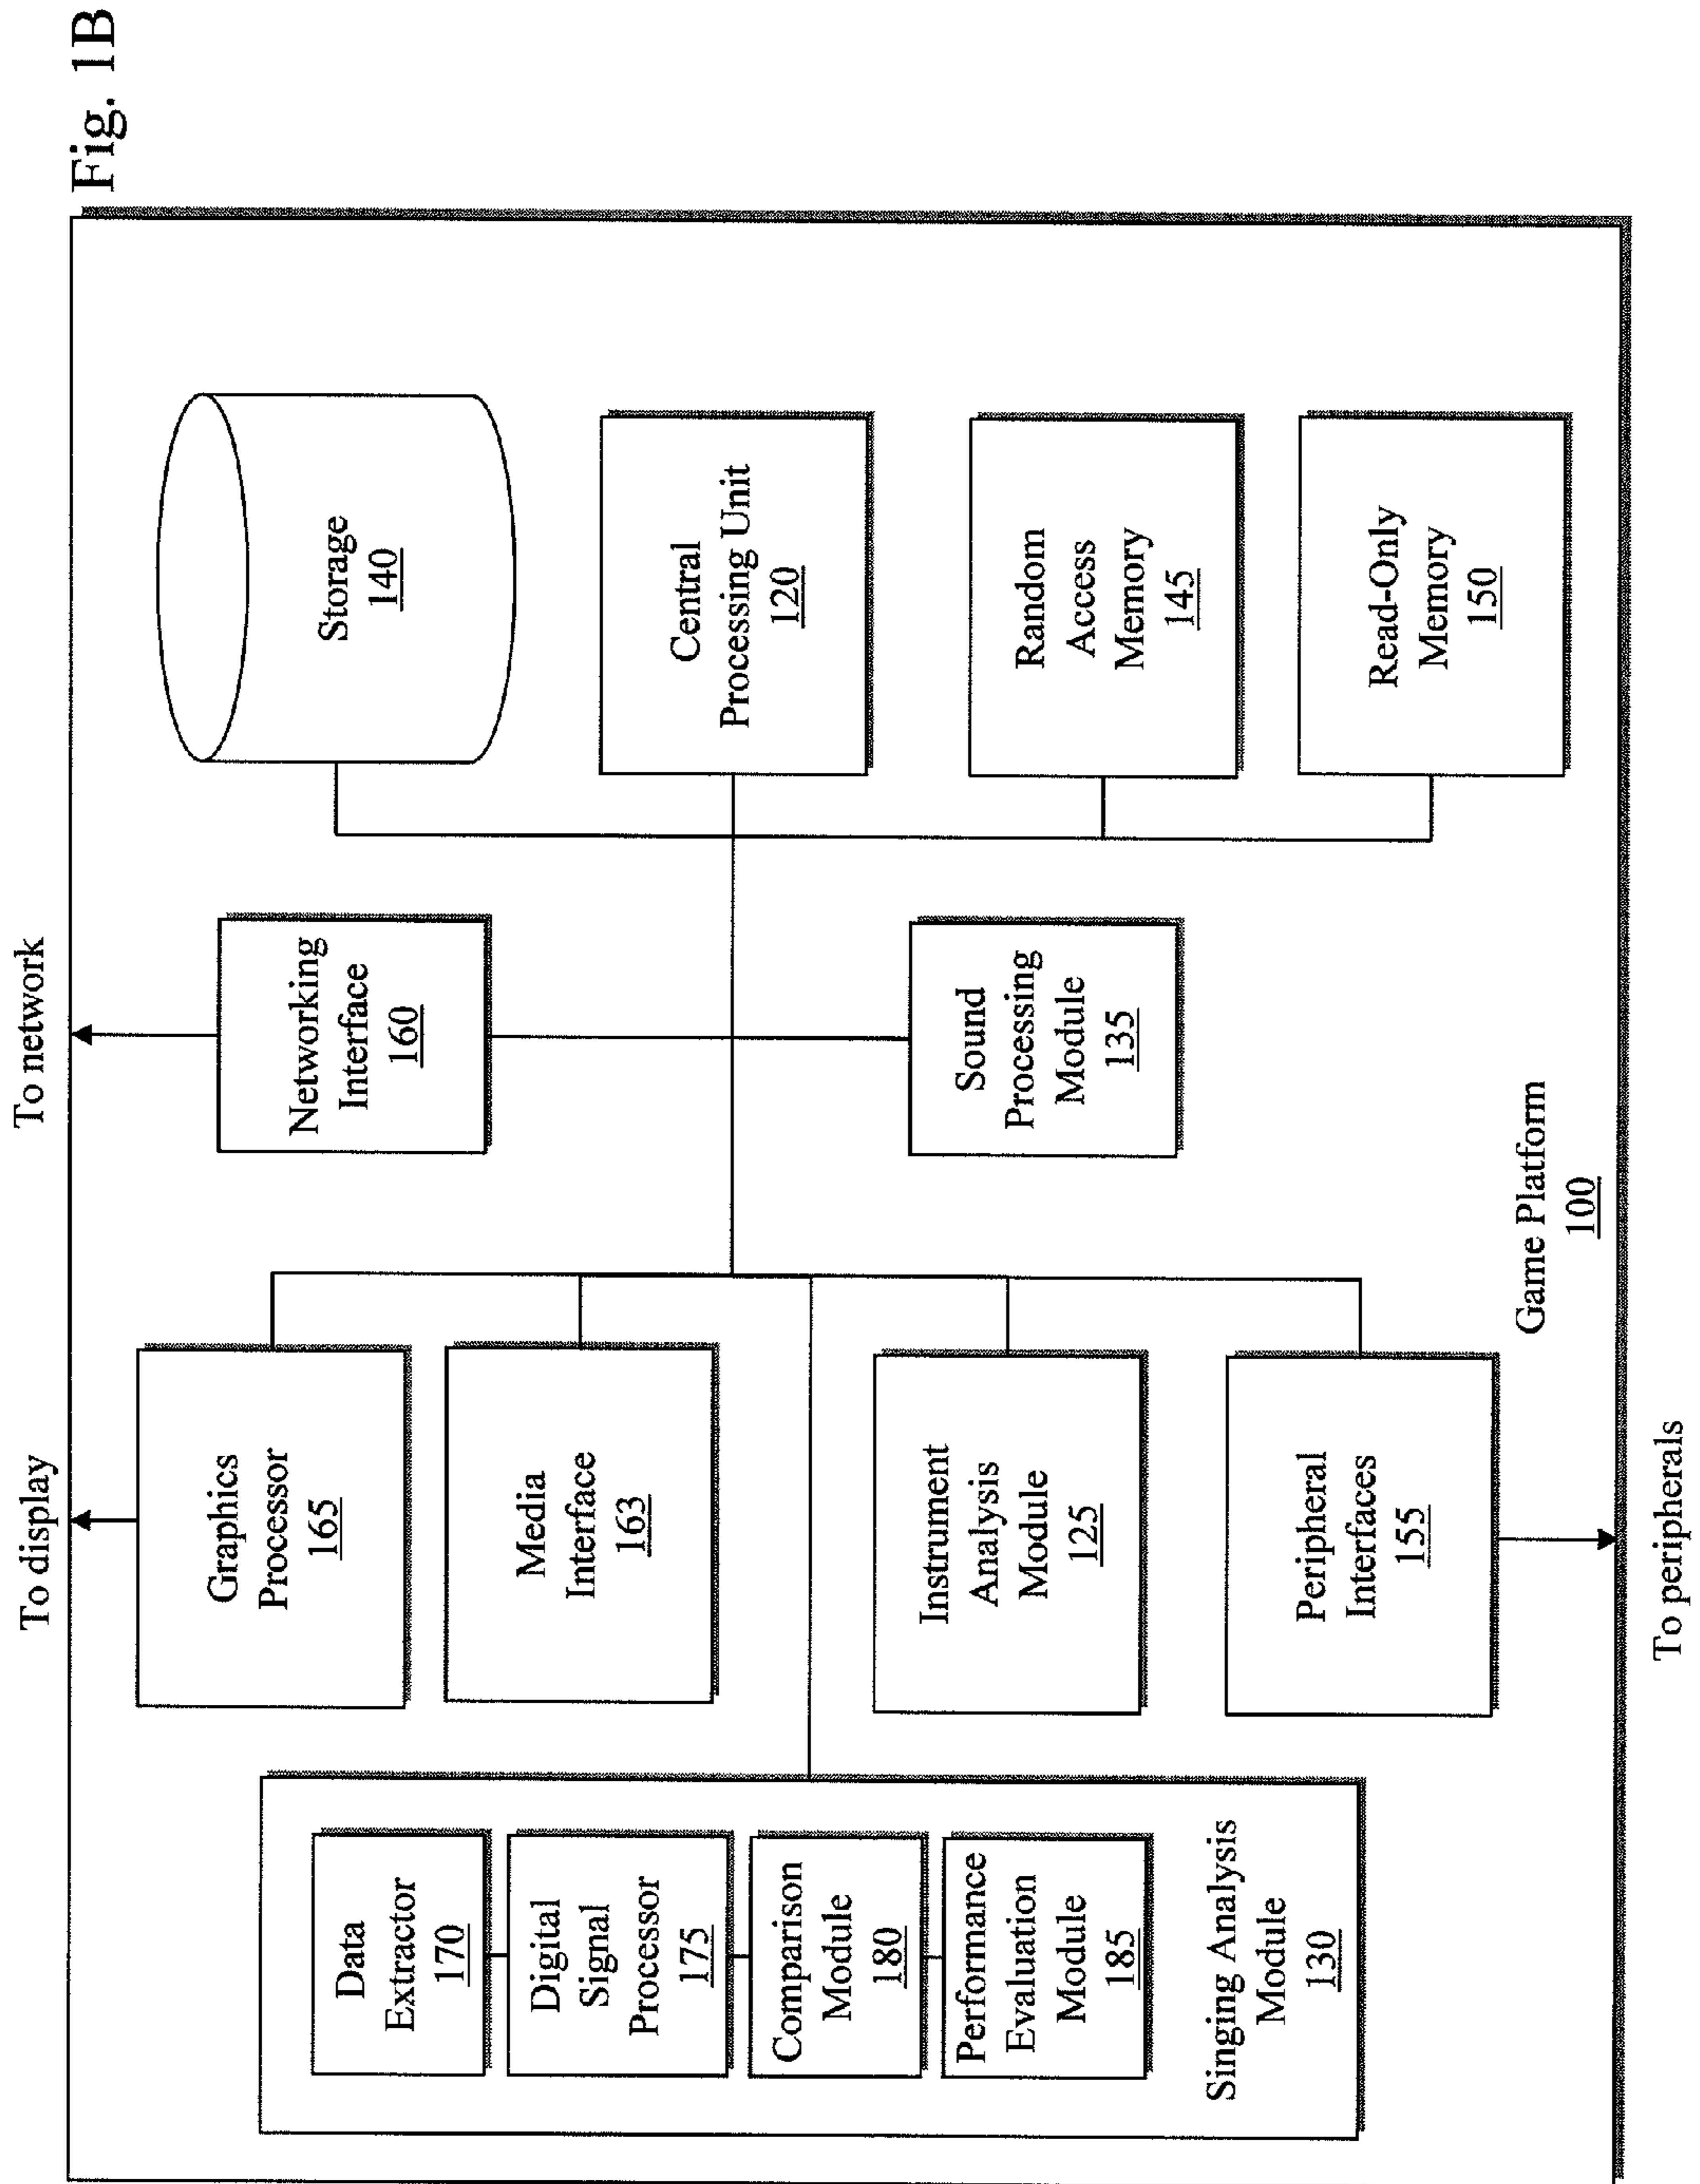 Fig. 1B
To display
To network
Data
Extractor
170
Digital
Signal
Processor
175
Comparison
Module
180
Performance
Evaluation
Module
185
Singing Analysis
Module
130
Graphics
Processor
165
Media
Interface
163
Instrument
Analysis
Module
125
Peripheral
Interfaces
155
Networking
Interface
160
Sound
Processing
Module
135
Storage
140
Central
Processing Unit
120
Random
Access
Memory
145
Read-Only
Memory
150
Game Platform
100
To peripherals